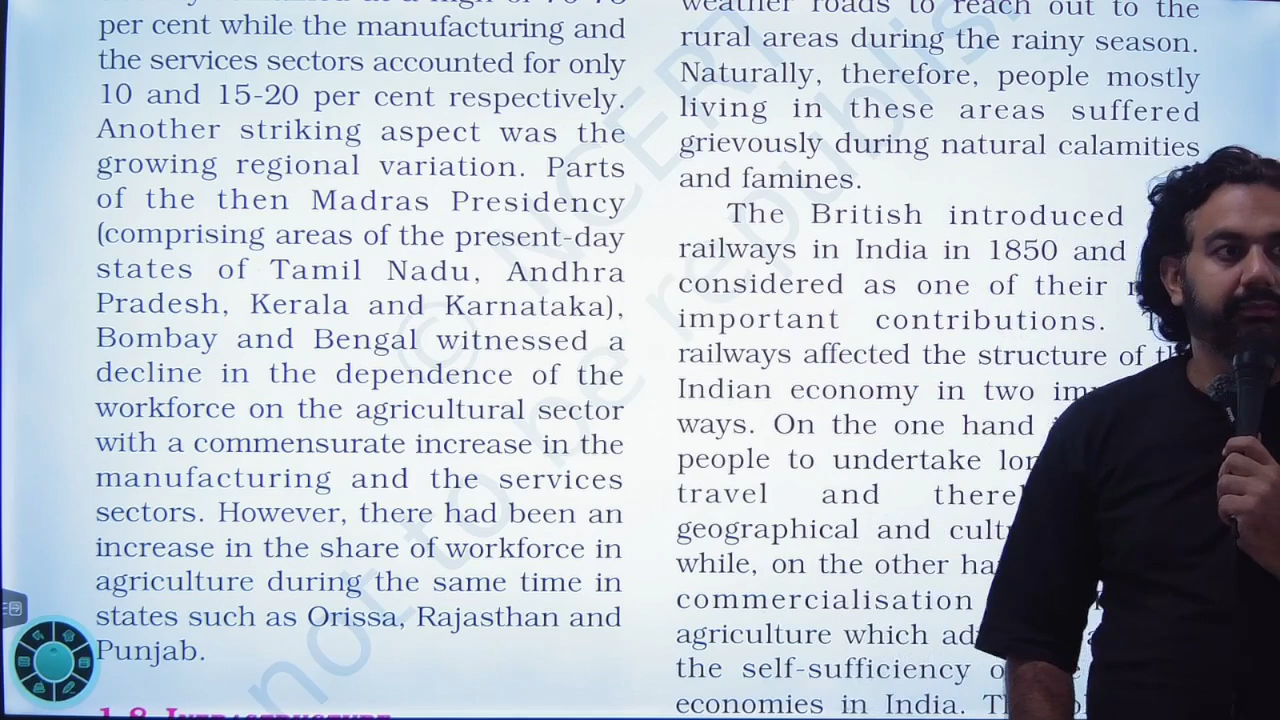 per cent while the manufacturing and
the services sectors accounted for only
10 and 15-20 per cent respectively.
Another striking aspect was the
growing regional variation. Parts
of the then Madras Presidency
(comprising areas of the present-day
states of Tamil Nadu, Andhra
Pradesh, Kerala and Karnataka),
Bombay and Bengal witnessed a
decline in the dependence of the
workforce on the agricultural sector
with a commensurate increase in the
manufacturing and the services
sectors. However, there had been an
increase in the share of workforce in
agriculture during the same time in
states such as Orissa, Rajasthan and
Punjab.
1.8 INFRASTRUCTURE
weather roads to reach out to the
rural areas during the rainy season.
Naturally, therefore, people mostly
living in these areas suffered
grievously during natural calamities
and famines.
The British introduced
railways in India in 1850 and
considered as one of their
important contributions.
railways affected the structure of
Indian economy in two
ways. On the one hand
people to undertake
travel and
geographical and
while, on the other
commercialisation
agriculture which
the self-sufficiency
economies in India.
© NCERT
not to be republish